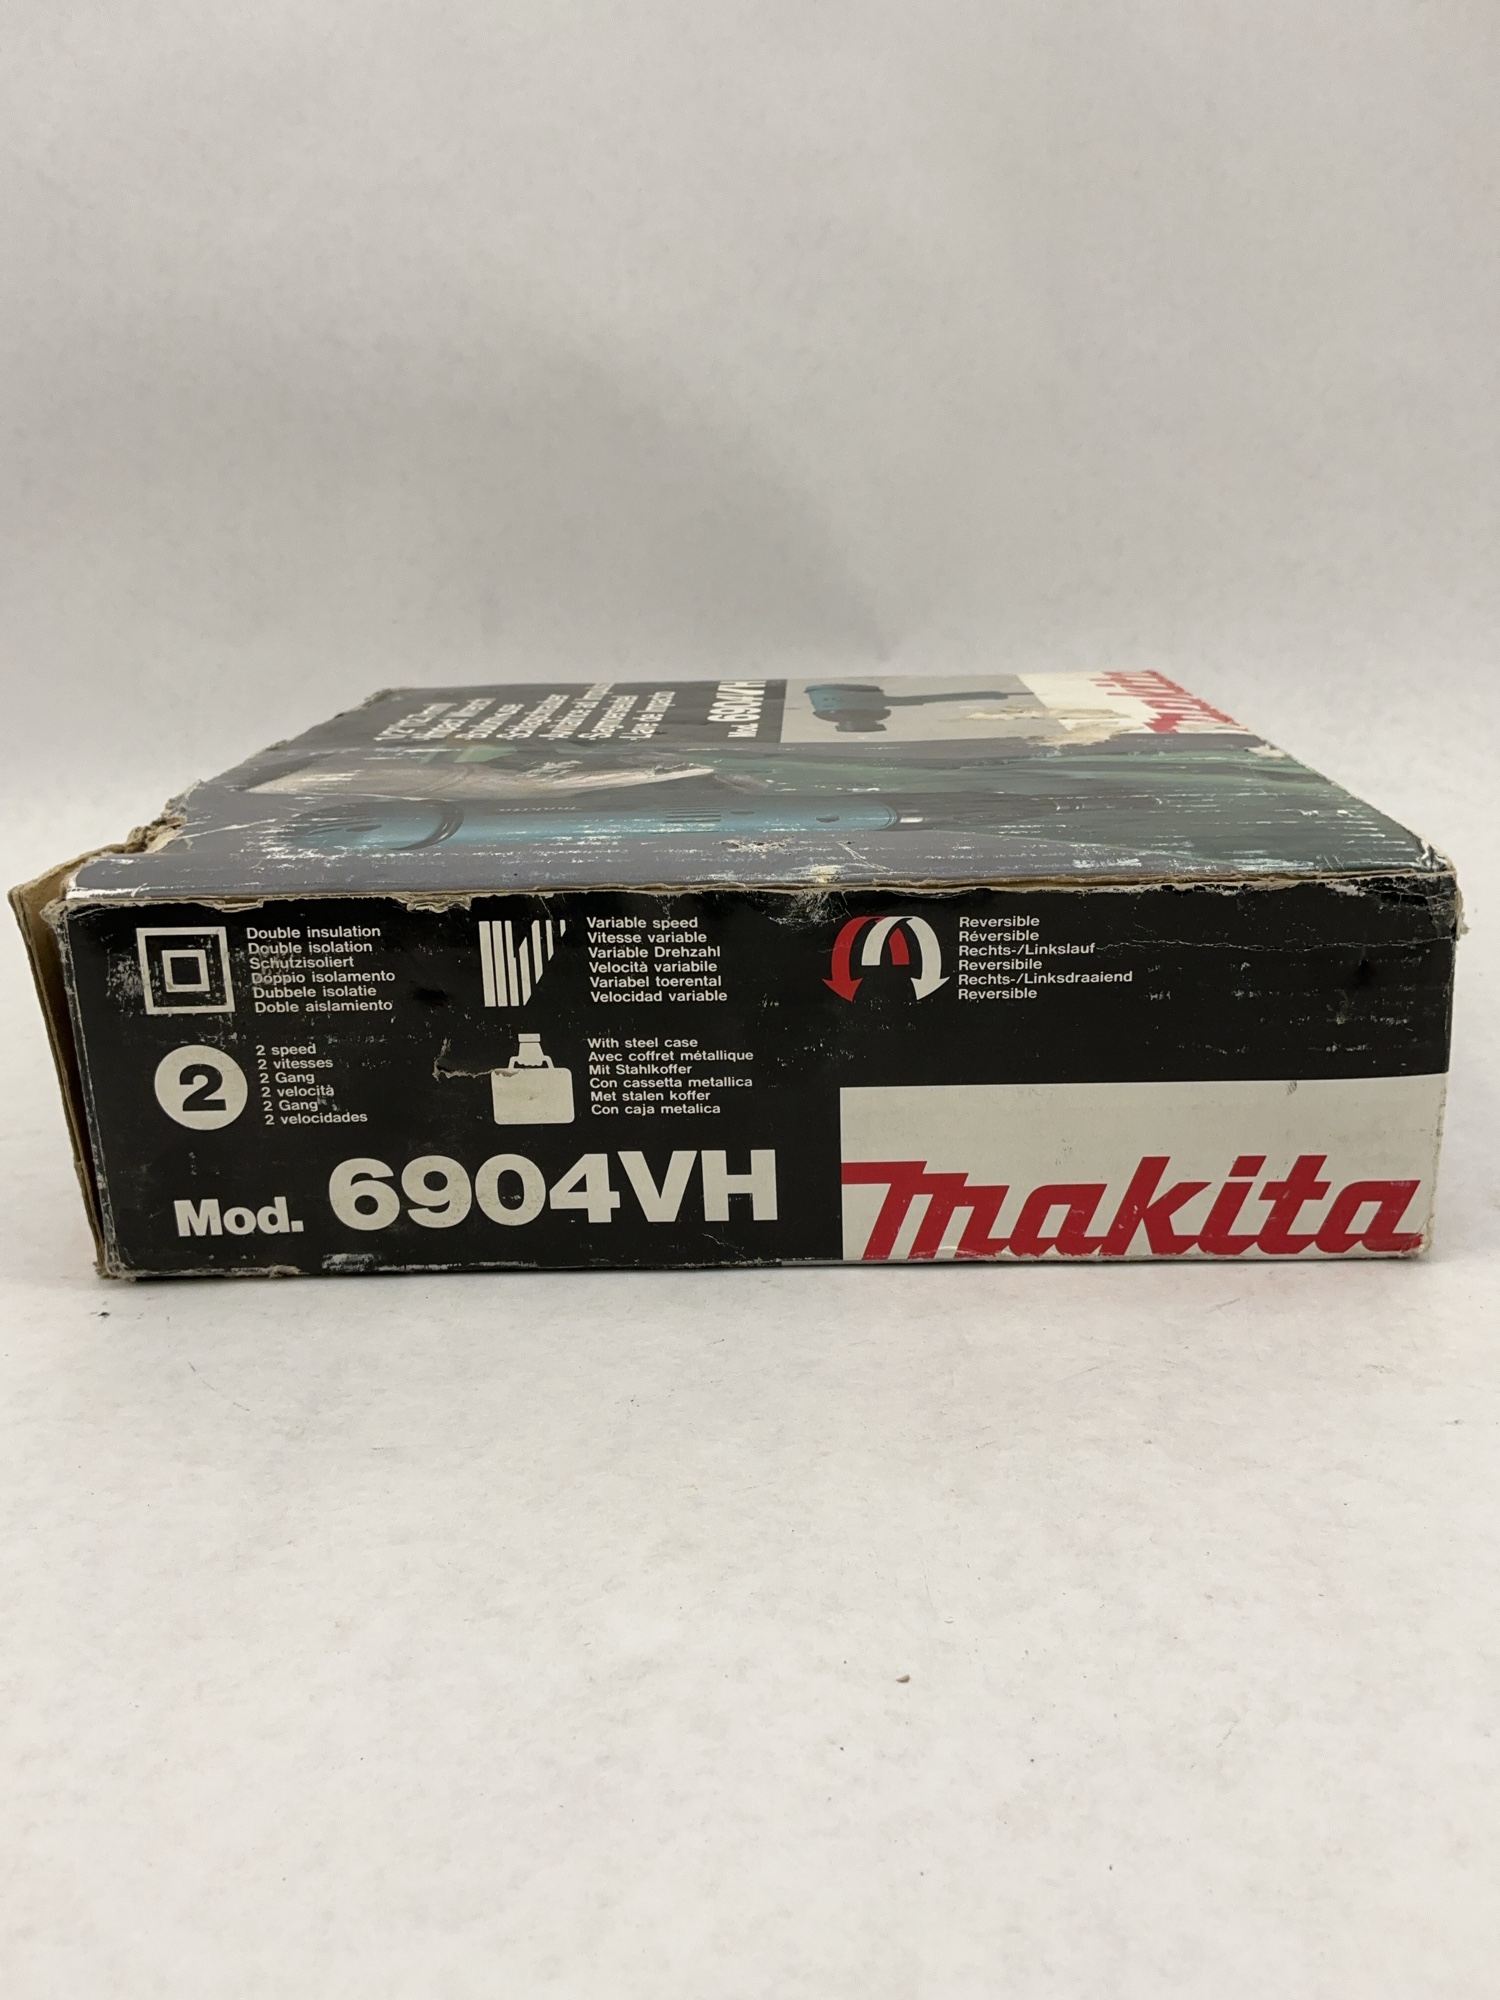 Mod. 6904VH
makita
Double insulation
Double isolation
Schutzisoliert
Doppio isolamento
Dubbele isolatie
Doble aislamiento
Variable speed
Vitesse variable
Variable Drehzahl
Velocità variabile
Variabel toerental
Velocidad variable
Reversible
Réversible
Rechts-/Linkslauf
Reversibile
Rechts-/Linksdraaiend
Reversible
2
2 speed
2 vitesses
2 Gang
2 velocità
2 Gang
2 velocidades
With steel case
Avec coffret métallique
Mit Stahlkoffer
Con cassetta metallica
Met stalen koffer
Con caja metalica
Mod. 6904VH
makita